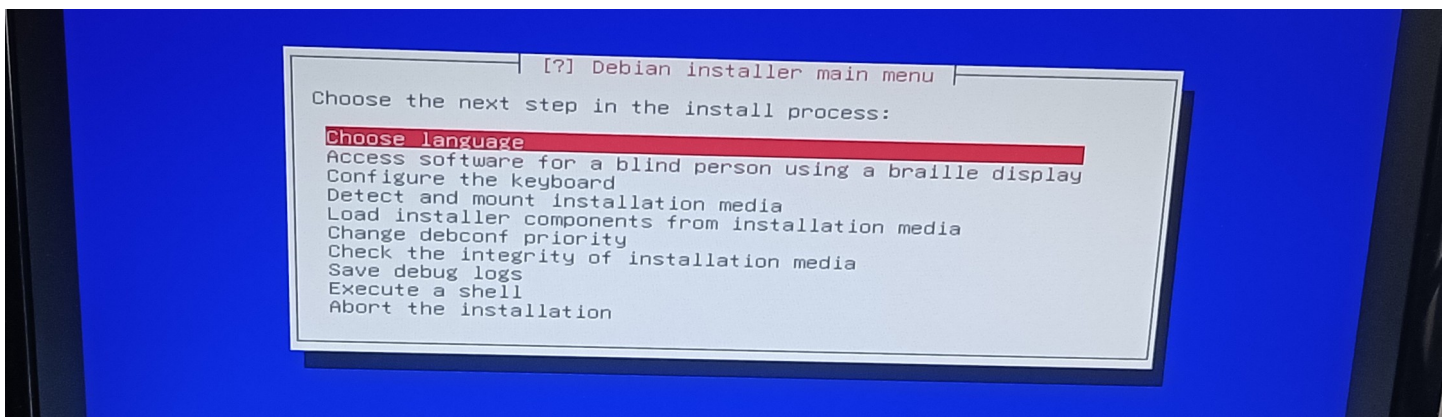 [?] Debian installer main menu
Choose the next step in the install process:
Choose language
Access software for a blind person using a braille display
Configure the keyboard
Detect and mount installation media
Load installer components from installation media
Change debconf priority
Check the integrity of installation media
Save debug logs
Execute a shell
Abort the installation